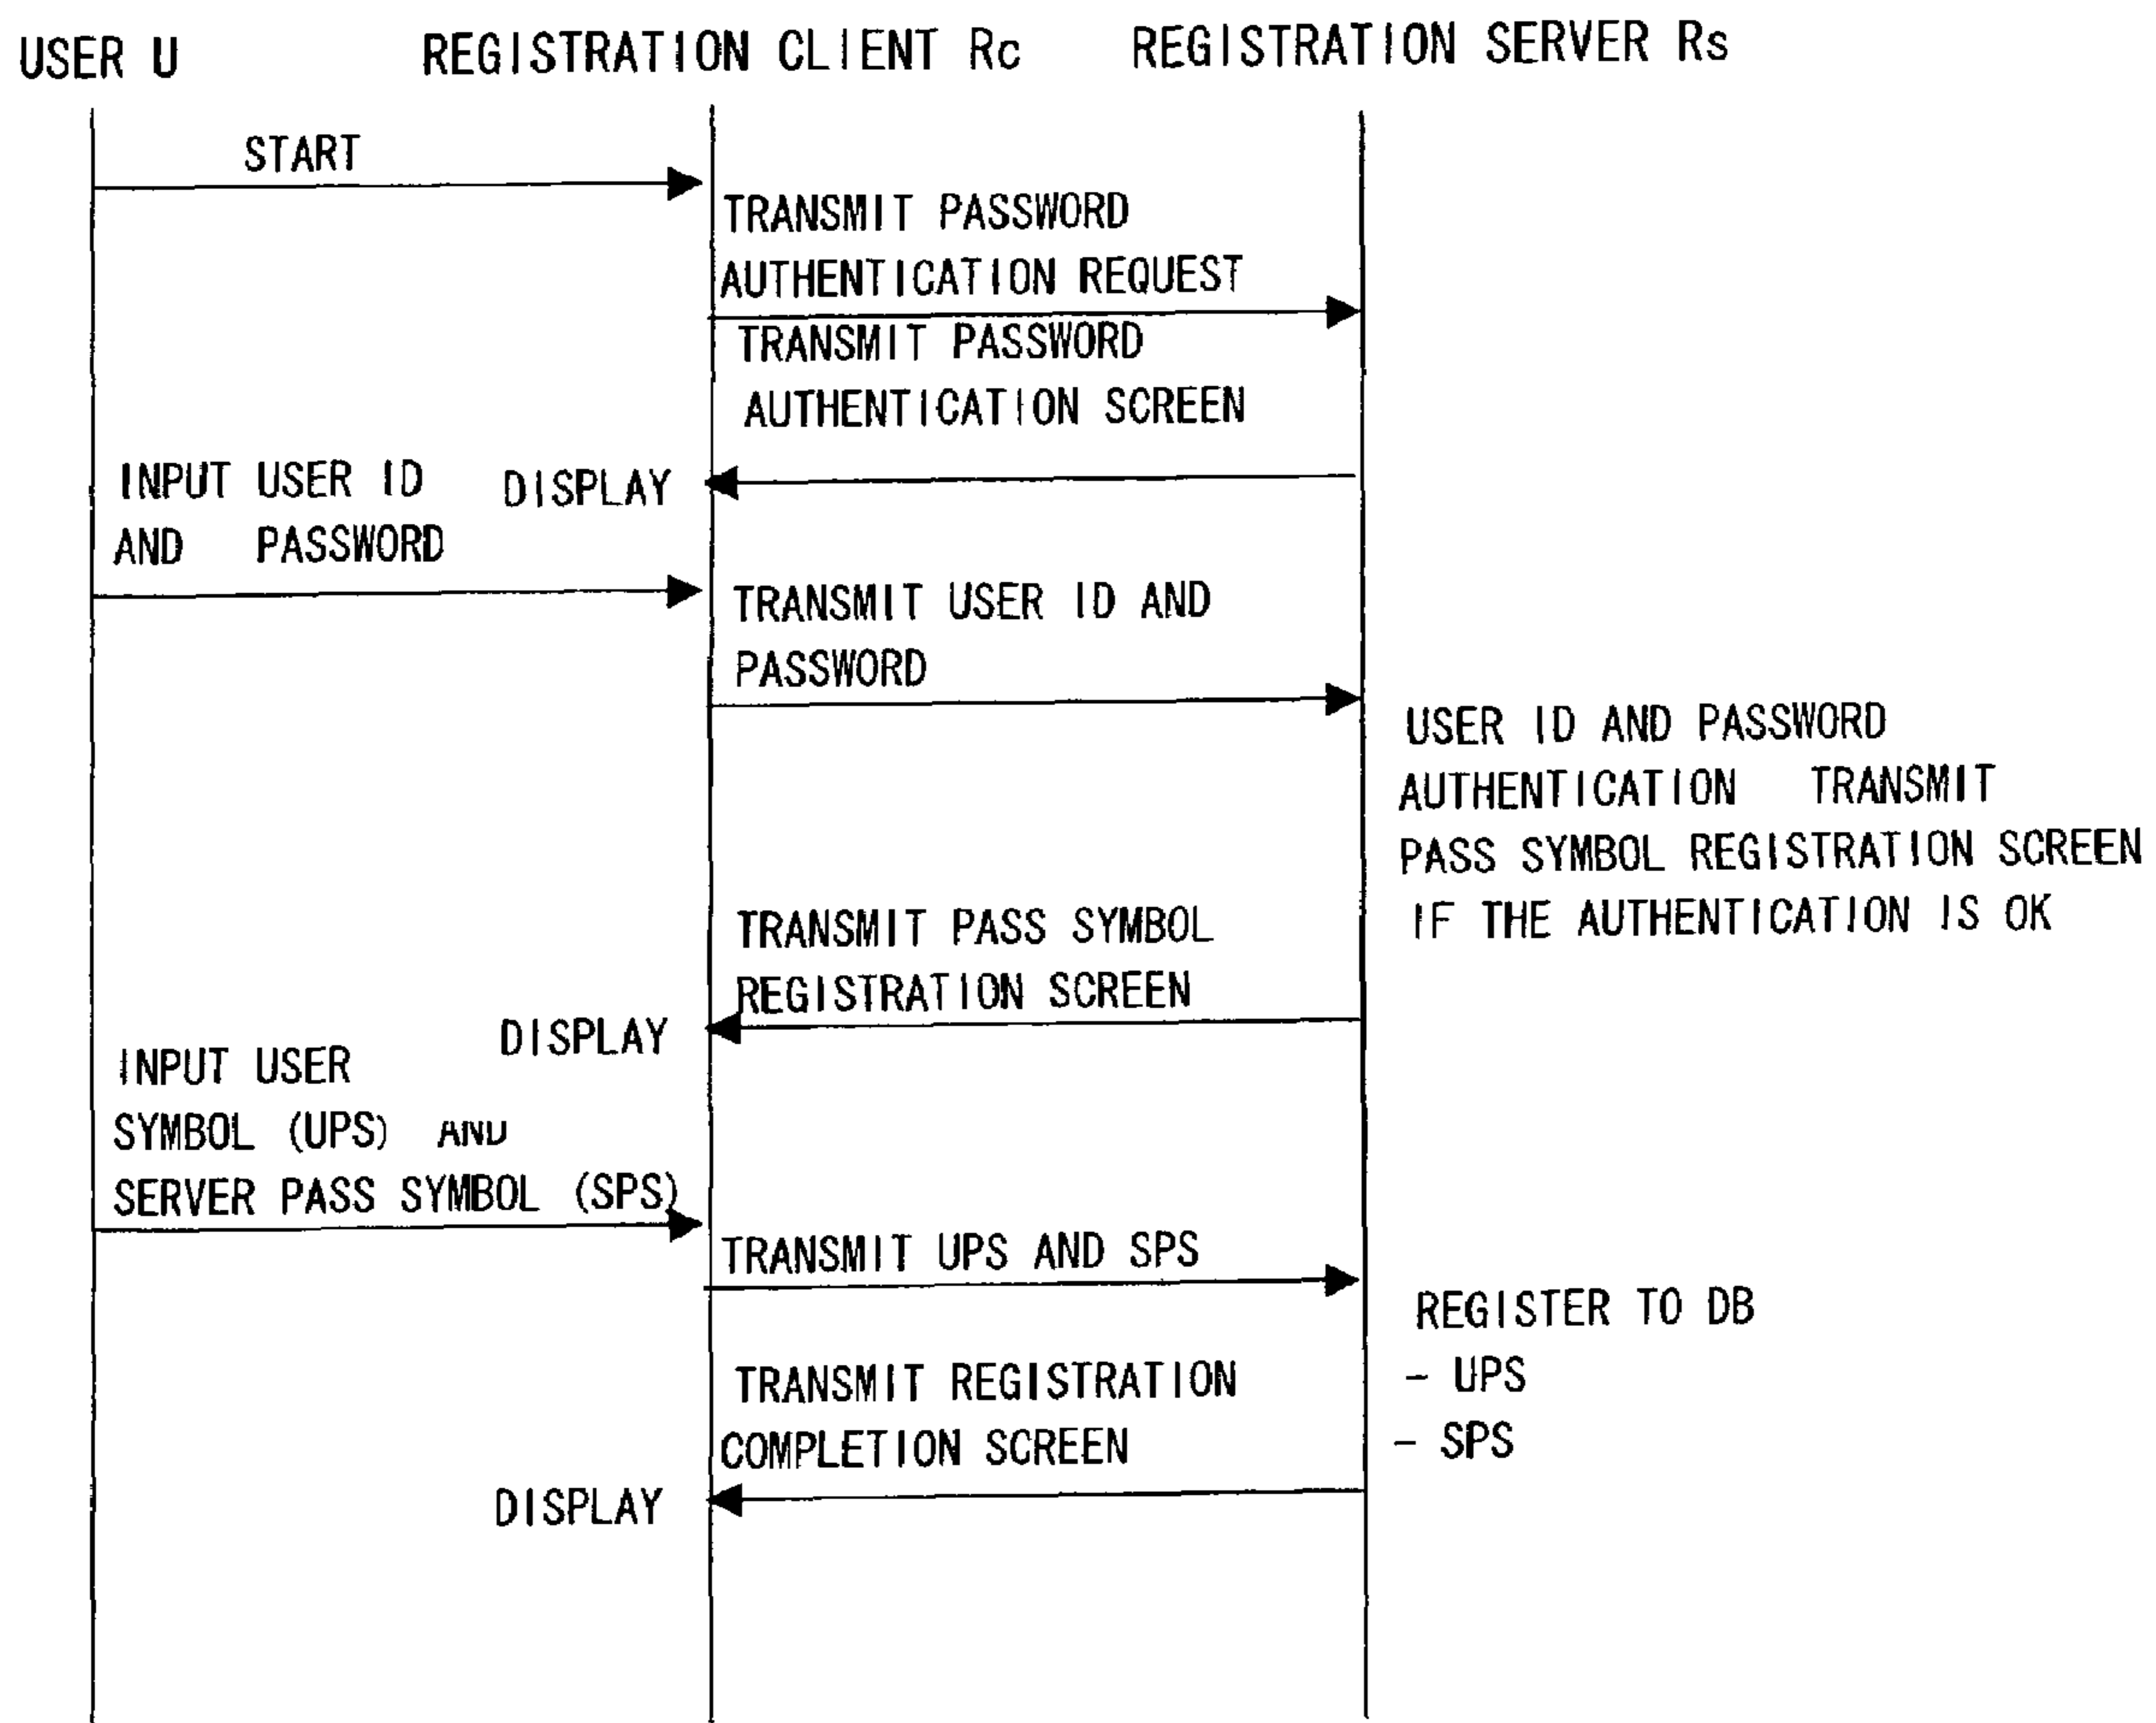 USER U
REGISTRATION CLIENT Rc
REGISTRATION SERVER Rs
START
TRANSMIT PASSWORD
AUTHENTICATION REQUEST
TRANSMIT PASSWORD
AUTHENTICATION SCREEN
DISPLAY
INPUT USER ID
AND PASSWORD
TRANSMIT USER ID AND
PASSWORD
USER ID AND PASSWORD
AUTHENTICATION TRANSMIT
PASS SYMBOL REGISTRATION SCREEN
IF THE AUTHENTICATION IS OK
TRANSMIT PASS SYMBOL
REGISTRATION SCREEN
DISPLAY
INPUT USER
SYMBOL (UPS) AND
SERVER PASS SYMBOL (SPS)
TRANSMIT UPS AND SPS
REGISTER TO DB
- UPS
- SPS
TRANSMIT REGISTRATION
COMPLETION SCREEN
DISPLAY